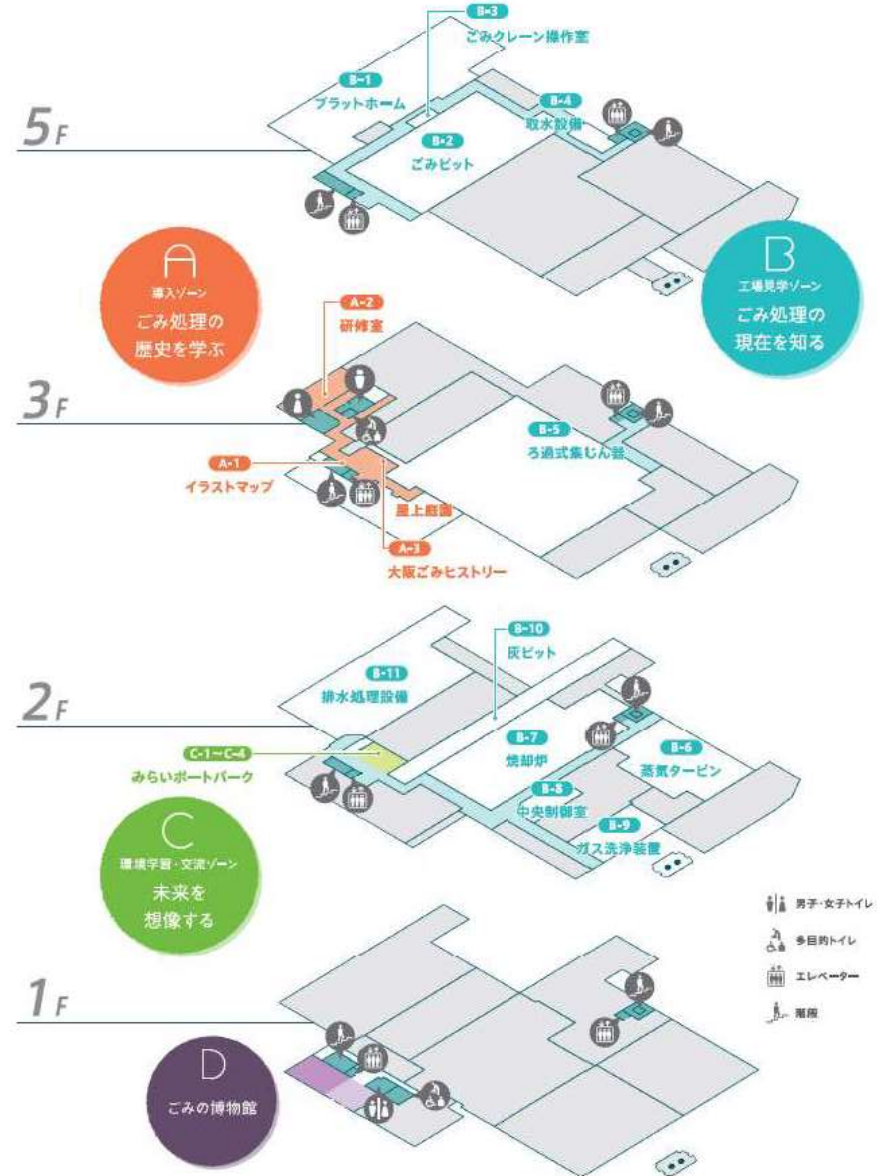 B-3
ごみクレーン操作室
B-1
プラットホーム
B-4
取水設備
B-2
ごみピット
5F
A
導入ゾーン
ごみ処理の
歴史を学ぶ
B
工場見学ゾーン
ごみ処理の
現在を知る
A-2
研修室
3F
B-5
ろ過式集じん器
A-1
イラストマップ
屋上庭園
A-3
大阪ごみヒストリー
B-10
灰ピット
B-11
排水処理設備
2F
B-7
焼却炉
B-6
蒸気タービン
C-1~C-4
みらいポートパーク
B-8
中央制御室
B-9
ガス洗浄装置
C
環境学習・交流ゾーン
未来を
想像する
男子・女子トイレ
多目的トイレ
エレベーター
階段
1F
D
ごみの博物館